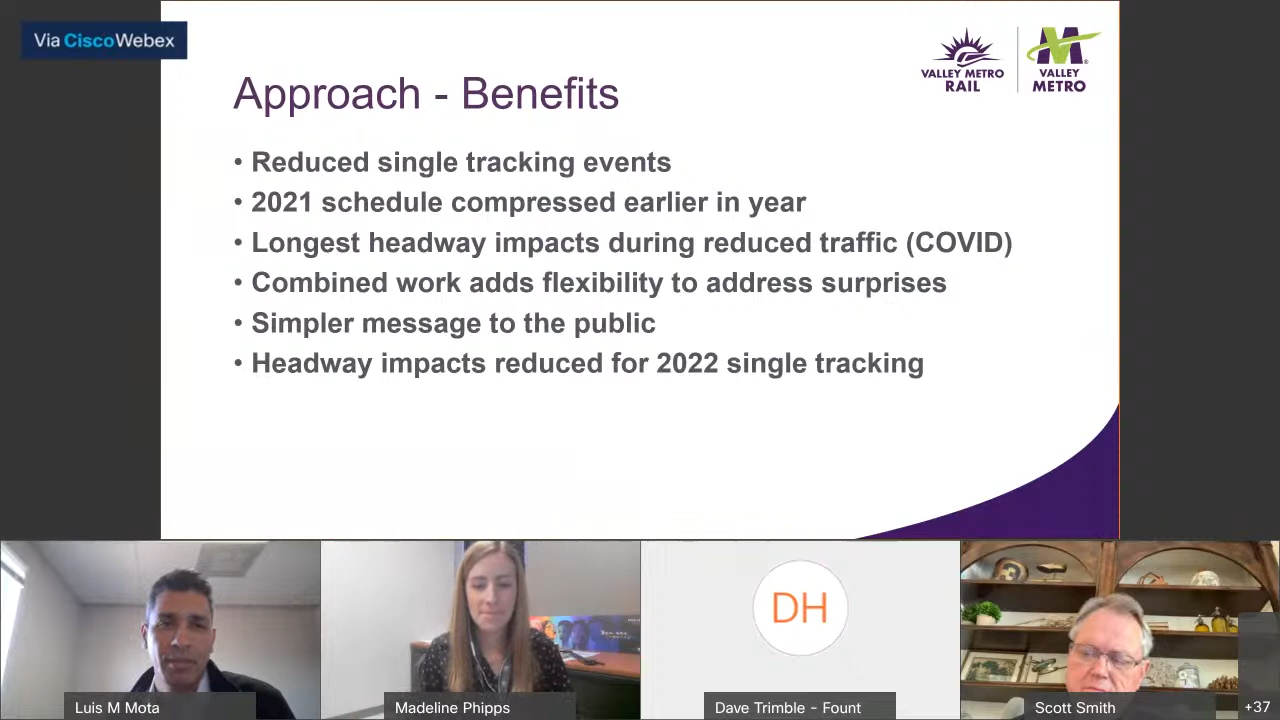 Via CiscoWebex
VALLEY METRO
RAIL
VALLEY
METRO
Approach - Benefits
• Reduced single tracking events
• 2021 schedule compressed earlier in year
• Longest headway impacts during reduced traffic (COVID)
• Combined work adds flexibility to address surprises
• Simpler message to the public
• Headway impacts reduced for 2022 single tracking
DH
Luis M Mota
Madeline Phipps
Dave Trimble - Fount
Scott Smith
+37